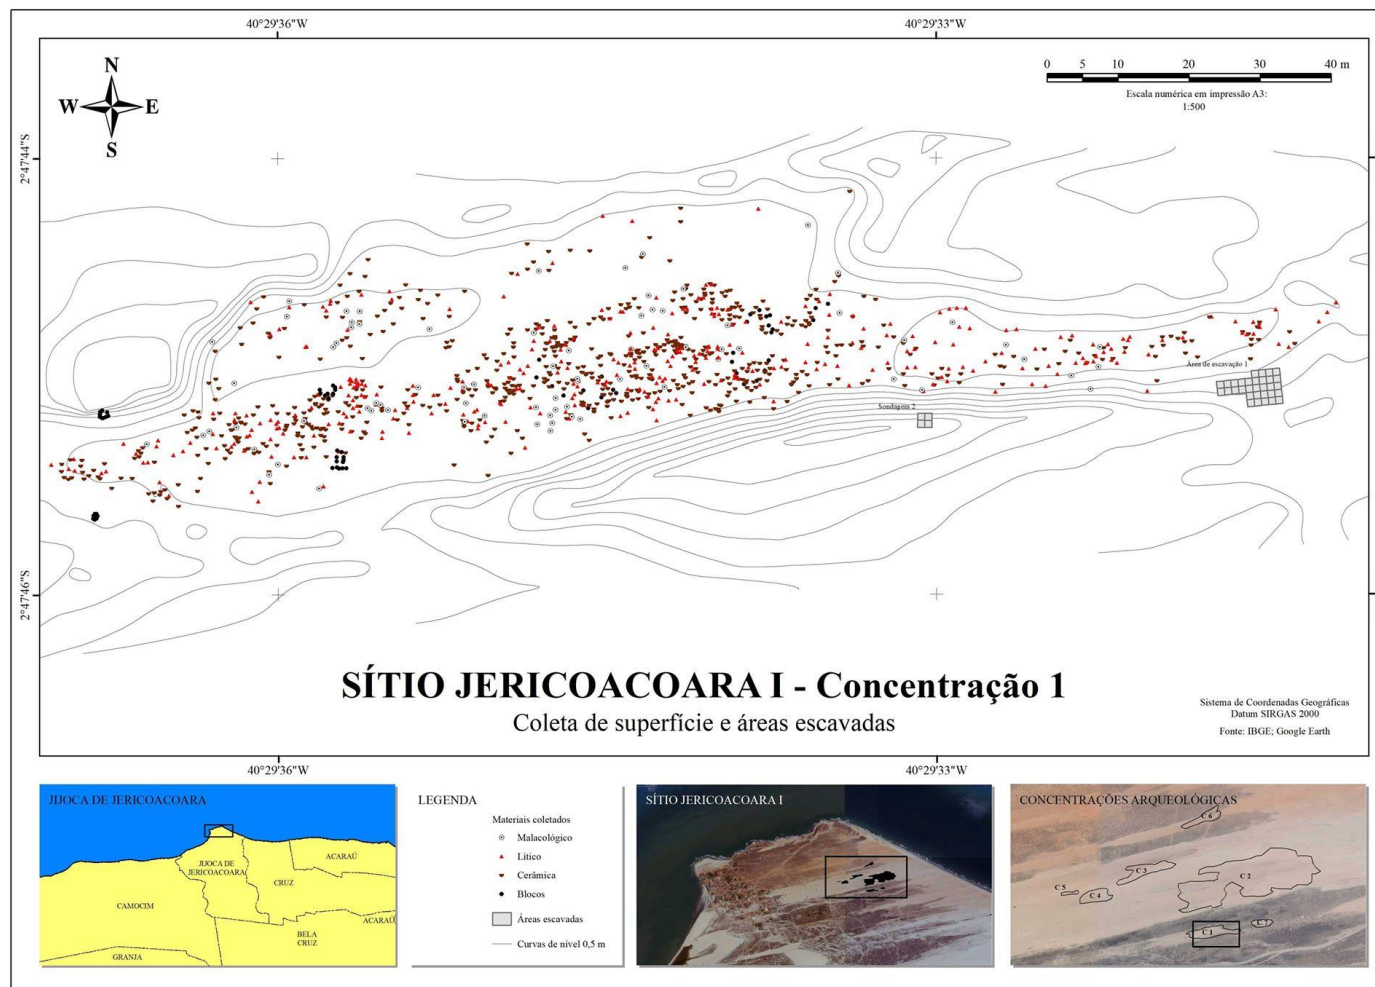 40°29'36"W
40°29'33"W
N
W
E
S
0 5 10 20 30 40 m
Escala numérica em impressão A3:
1:500
2°47'44"S
Área de escavação 1
Sondagem 2
2°47'46"S
SÍTIO JERICOACOARA I - Concentração 1
Coleta de superfície e áreas escavadas
Sistema de Coordenadas Geográficas
Datum SIRGAS 2000
Fonte: IBGE; Google Earth
40°29'36"W
40°29'33"W
JIJOCA DE JERICOACOARA
JIJOCA DE
JERICOACOARA
ACARAÚ
CRUZ
CAMOCIM
ACARAÚ
BELA
CRUZ
GRANJA
LEGENDA
Materiais coletados
Malacológico
Lítico
Cerâmica
Blocos
Áreas escavadas
Curvas de nível 0,5 m
SÍTIO JERICOACOARA I
CONCENTRAÇÕES ARQUEOLÓGICAS
C 6
C 3
C 2
C 5
C 4
C 7
C 1